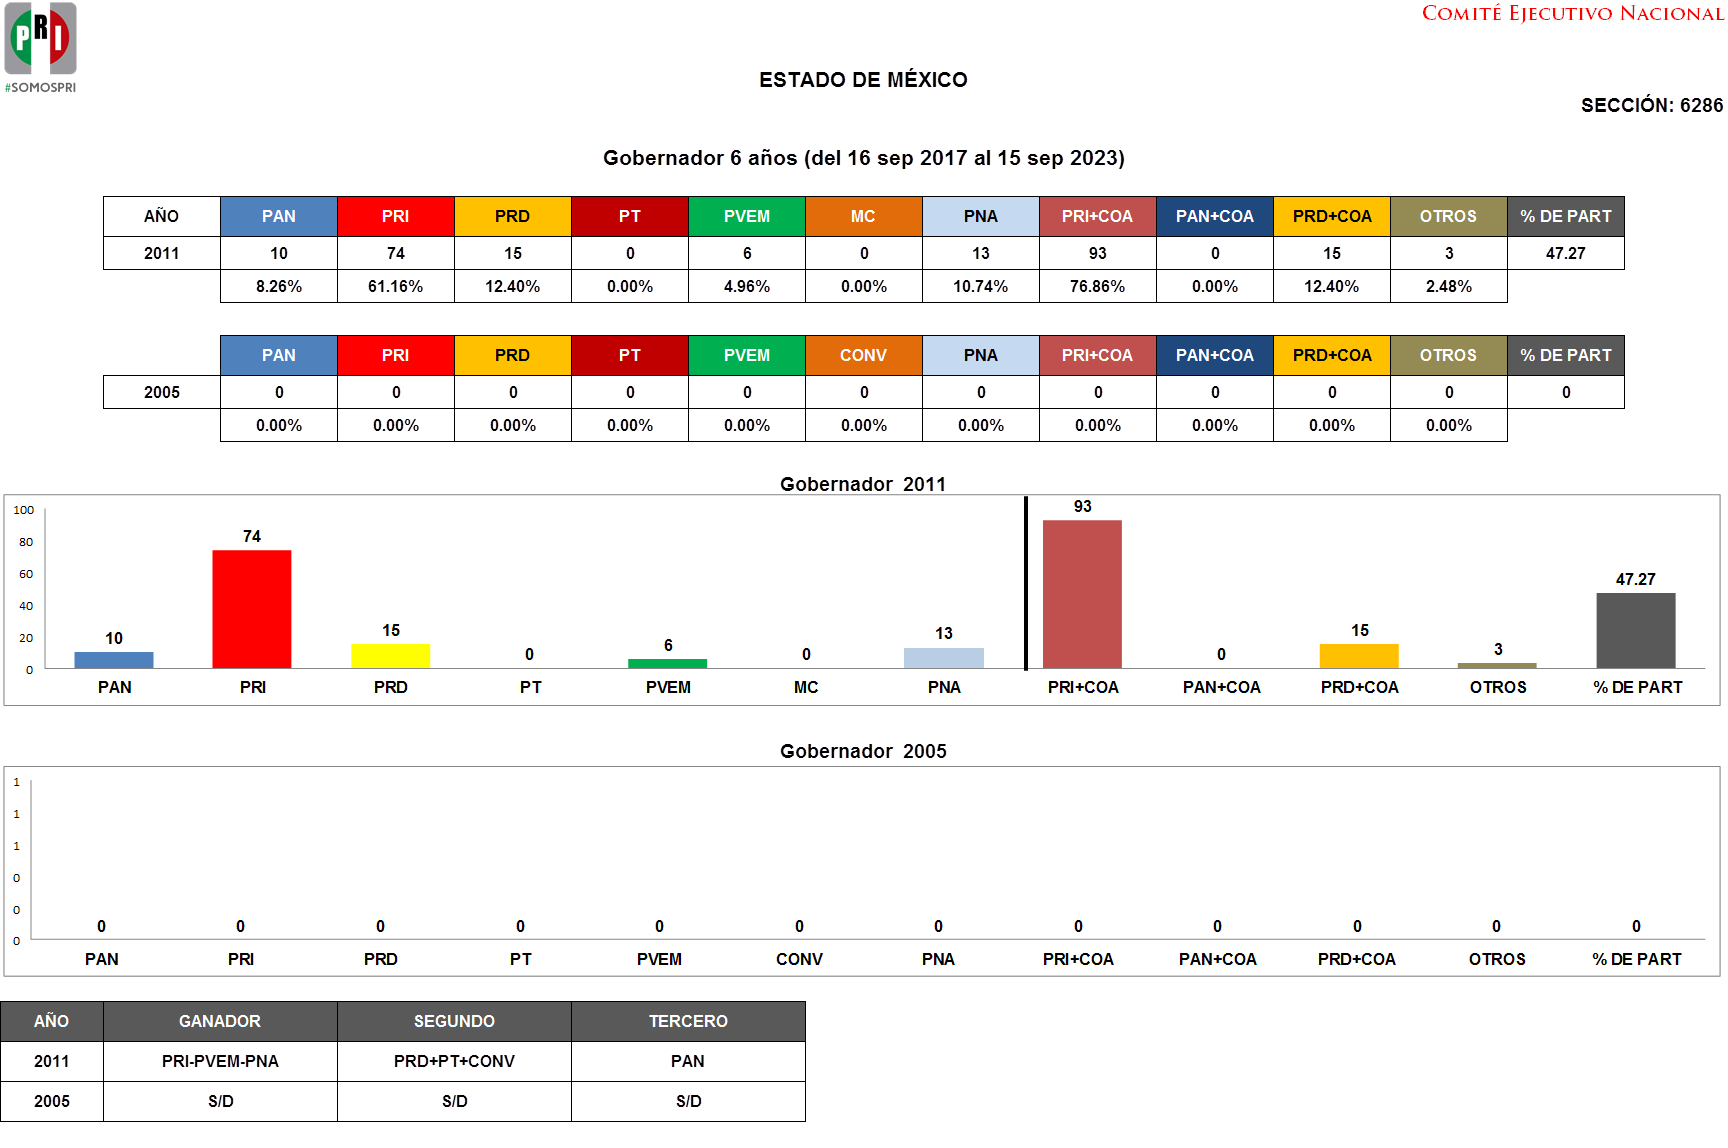 PRI
#SOMOSPRI
COMITÉ EJECUTIVO NACIONAL
ESTADO DE MÉXICO
SECCIÓN: 6286
Gobernador 6 años (del 16 sep 2017 al 15 sep 2023)
AÑO PAN PRI PRD PT PVEM MC PNA PRI+COA PAN+COA PRD+COA OTROS % DE PART
2011 10 74 15 0 6 0 13 93 0 15 3 47.27
8.26% 61.16% 12.40% 0.00% 4.96% 0.00% 10.74% 76.86% 0.00% 12.40% 2.48%
PAN PRI PRD PT PVEM CONV PNA PRI+COA PAN+COA PRD+COA OTROS % DE PART
2005 0 0 0 0 0 0 0 0 0 0 0 0
0.00% 0.00% 0.00% 0.00% 0.00% 0.00% 0.00% 0.00% 0.00% 0.00% 0.00%
Gobernador 2011
100
80
60
40
20
0
10 74 15 0 6 0 13 93 0 15 3 47.27
PAN PRI PRD PT PVEM MC PNA PRI+COA PAN+COA PRD+COA OTROS % DE PART
Gobernador 2005
1
1
1
0
0
0
0 0 0 0 0 0 0 0 0 0 0 0
PAN PRI PRD PT PVEM CONV PNA PRI+COA PAN+COA PRD+COA OTROS % DE PART
AÑO GANADOR SEGUNDO TERCERO
2011 PRI-PVEM-PNA PRD+PT+CONV PAN
2005 S/D S/D S/D